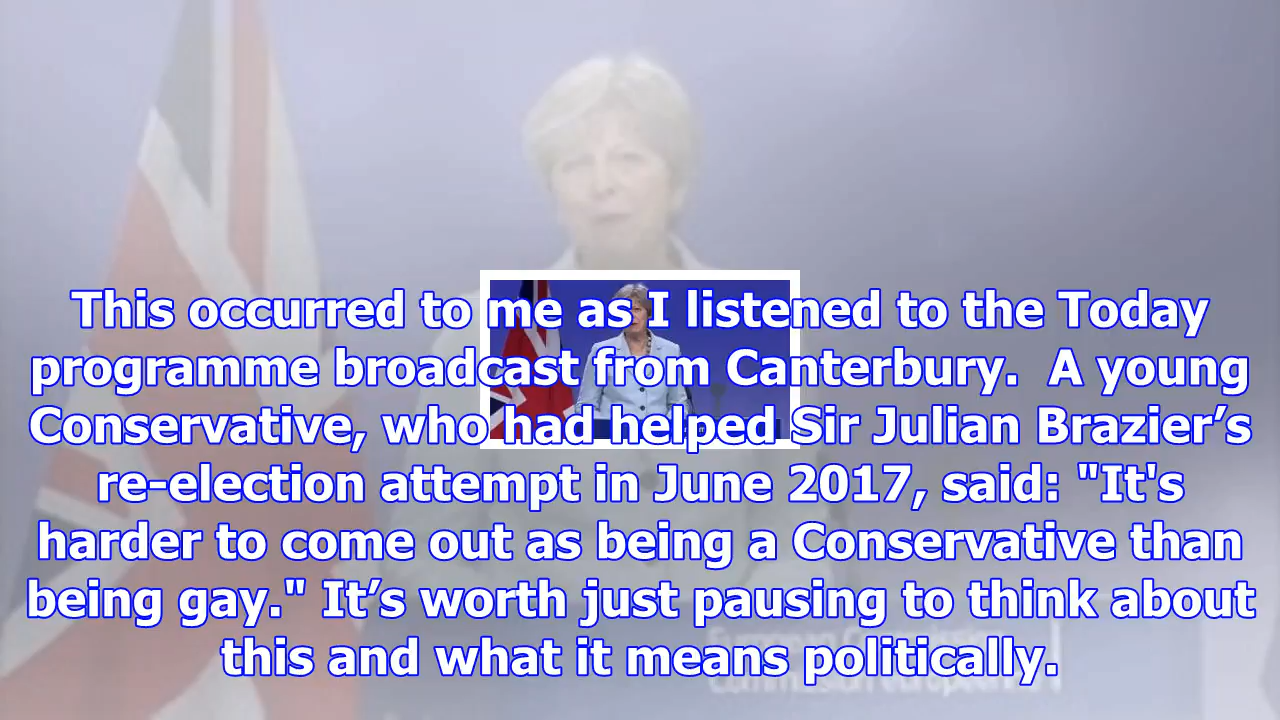 This occurred to me as I listened to the Today
programme broadcast from Canterbury.  A young
Conservative, who had helped Sir Julian Brazier’s
re-election attempt in June 2017, said: "It's
harder to come out as being a Conservative than
being gay." It’s worth just pausing to think about
this and what it means politically.